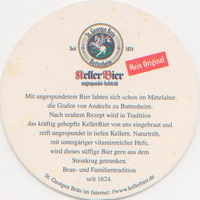 St. Georgen Bräu
Buttenheim
Seit 1624
Mein Original
KellerBier
ungespundet-hefetrüb
Mit ungespundetem Bier labten sich schon im Mittelalter
die Grafen von Andechs zu Buttenheim.
Nach uraltem Rezept wird in Tradition
das kräftig gehopfte KellerBier von uns eingebraut und
reift ungespundet in tiefen Kellern. Naturtrüb,
mit untergäriger vitaminreicher Hefe,
wird dieses süffige Bier gern aus dem
Steinkrug getrunken.
Brau- und Familientradition
seit 1624.
St. Georgen Bräu im Internet: //www.kellerbier.de